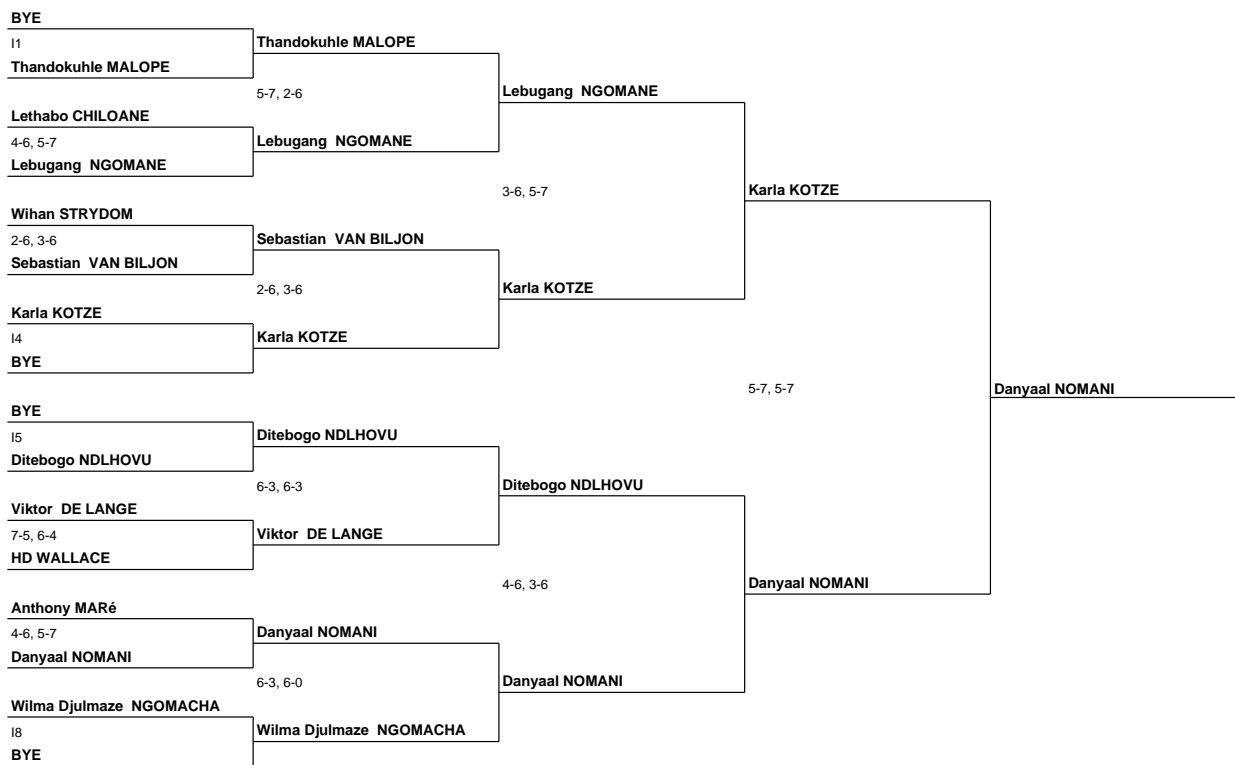 BYE
I1
Thandokuhle MALOPE
Thandokuhle MALOPE
5-7, 2-6
Lebugang NGOMANE
Lethabo CHILOANE
4-6, 5-7
Lebugang NGOMANE
Lebugang NGOMANE
3-6, 5-7
Karla KOTZE
Wihan STRYDOM
2-6, 3-6
Sebastian VAN BILJON
Sebastian VAN BILJON
2-6, 3-6
Karla KOTZE
Karla KOTZE
I4
BYE
Karla KOTZE
5-7, 5-7
Danyaal NOMANI
BYE
I5
Ditebogo NDLHOVU
Ditebogo NDLHOVU
6-3, 6-3
Ditebogo NDLHOVU
Viktor DE LANGE
7-5, 6-4
HD WALLACE
Viktor DE LANGE
4-6, 3-6
Danyaal NOMANI
Anthony MARé
4-6, 5-7
Danyaal NOMANI
Danyaal NOMANI
6-3, 6-0
Danyaal NOMANI
Wilma Djulmaze NGOMACHA
I8
BYE
Wilma Djulmaze NGOMACHA